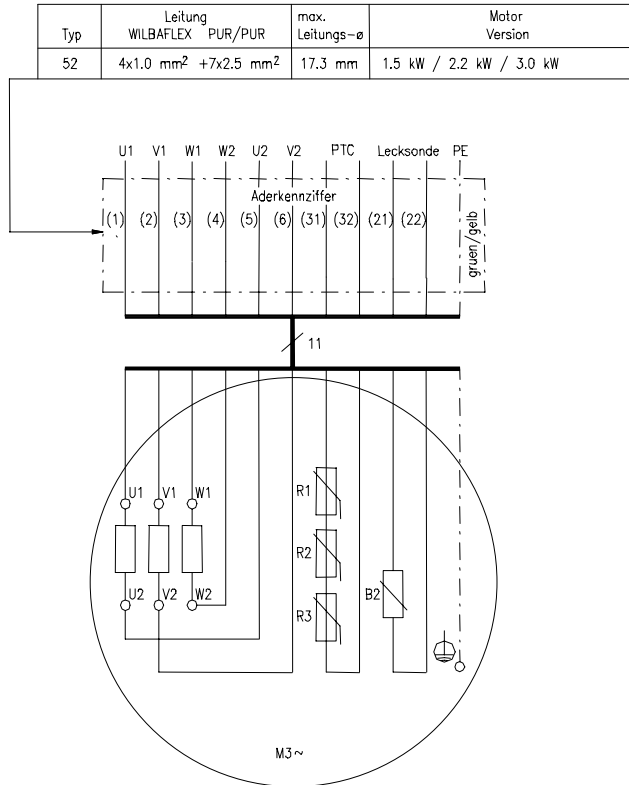 Typ
Leitung
WILBAFLEX PUR/PUR
max.
Leitungs-ø
Motor
Version
52
4x1.0 mm² +7x2.5 mm²
17.3 mm
1.5 kW / 2.2 kW / 3.0 kW
U1 V1 W1 W2 U2 V2 PTC Lecksonde PE
Aderkennziffer
(1) (2) (3) (4) (5) (6) (31) (32) (21) (22)
gruen/gelb
11
U1 V1 W1
R1
R2
U2 V2 W2
B2
R3
M3~